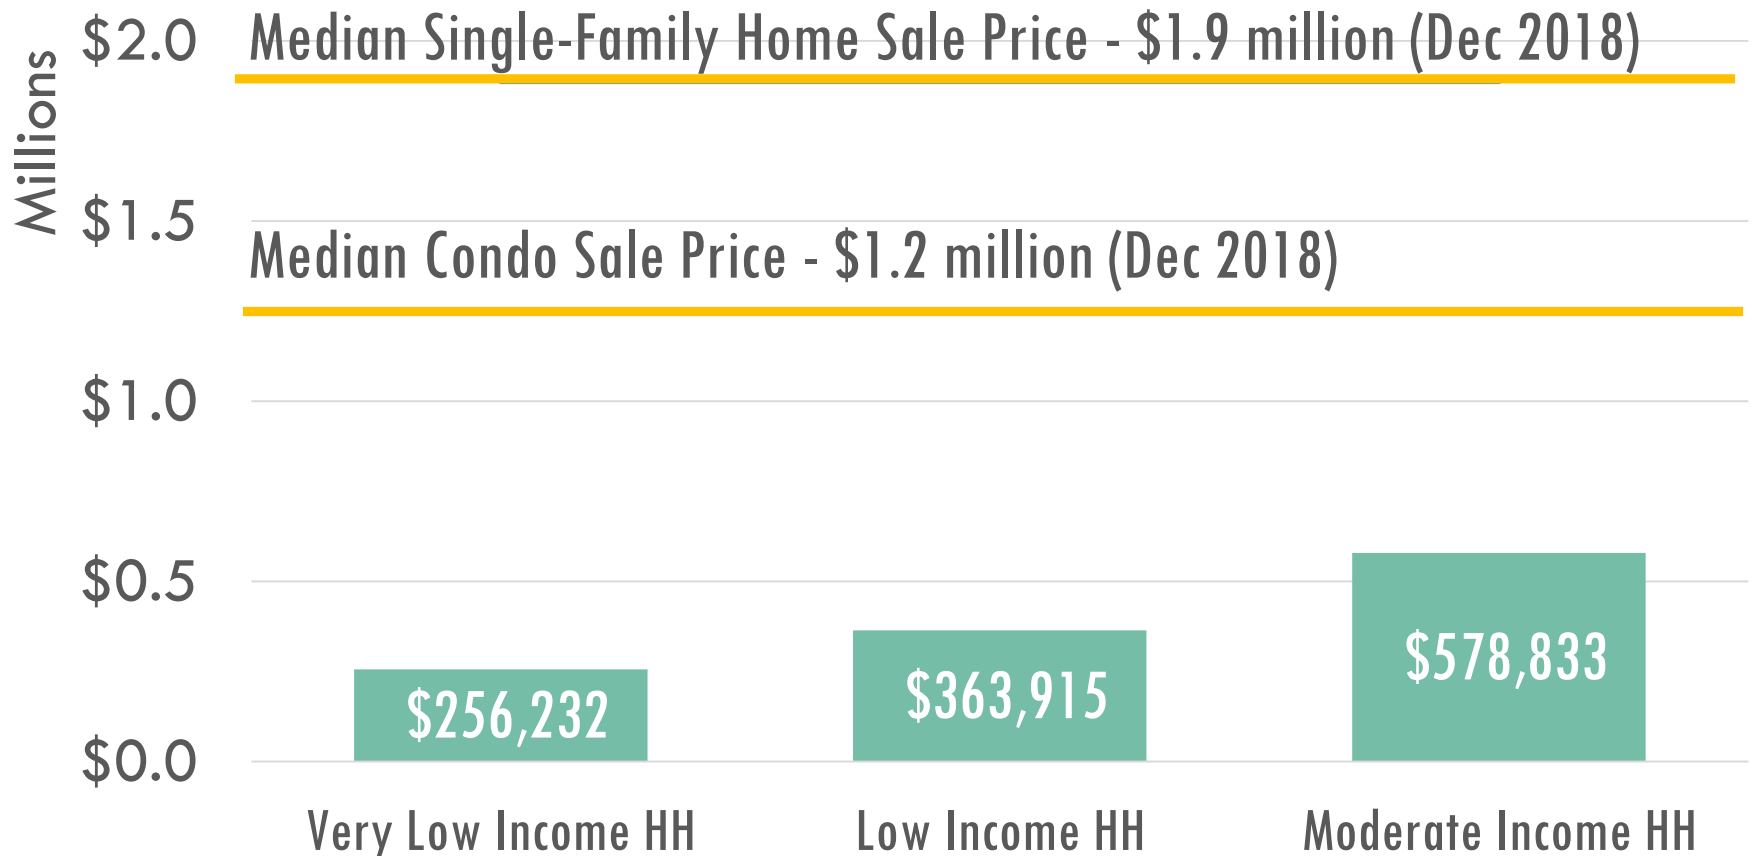 Millions
$2.0
Median Single-Family Home Sale Price - $1.9 million (Dec 2018)
$1.5
Median Condo Sale Price - $1.2 million (Dec 2018)
$1.0
$0.5
$0.0
$256,232
$363,915
$578,833
Very Low Income HH
Low Income HH
Moderate Income HH